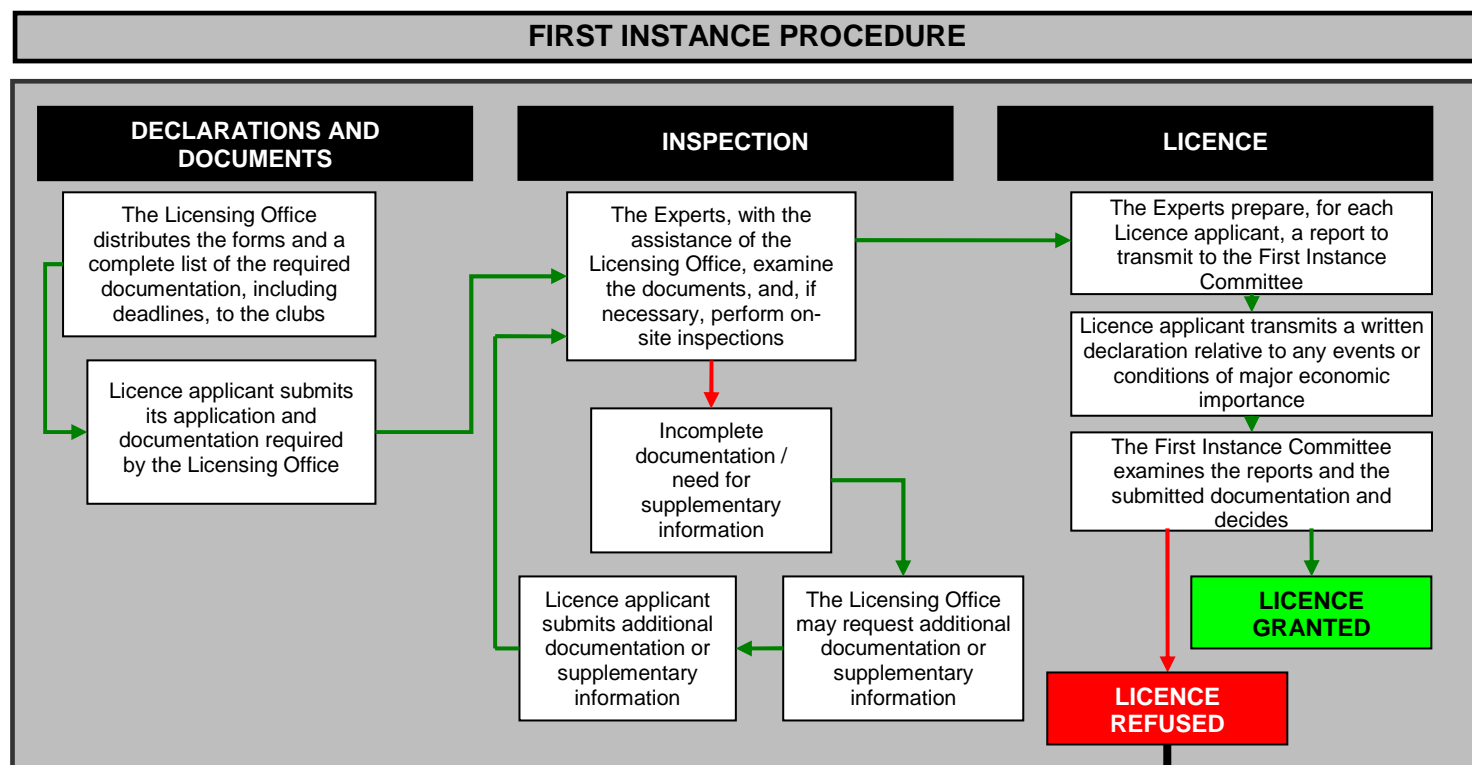 FIRST INSTANCE PROCEDURE
DECLARATIONS AND
DOCUMENTS
The Licensing Office
distributes the forms and a
complete list of the required
documentation, including
deadlines, to the clubs
Licence applicant submits
its application and
documentation required
by the Licensing Office
INSPECTION
The Experts, with the
assistance of the
Licensing Office, examine
the documents, and, if
necessary, perform on-
site inspections
Incomplete
documentation /
need for
supplementary
information
The Licensing Office
may request additional
documentation or
supplementary
information
Licence applicant
submits additional
documentation or
supplementary
information
LICENCE
The Experts prepare, for each
Licence applicant, a report to
transmit to the First Instance
Committee
Licence applicant transmits a written
declaration relative to any events or
conditions of major economic
importance
The First Instance Committee
examines the reports and the
submitted documentation and
decides
LICENCE
GRANTED
LICENCE
REFUSED